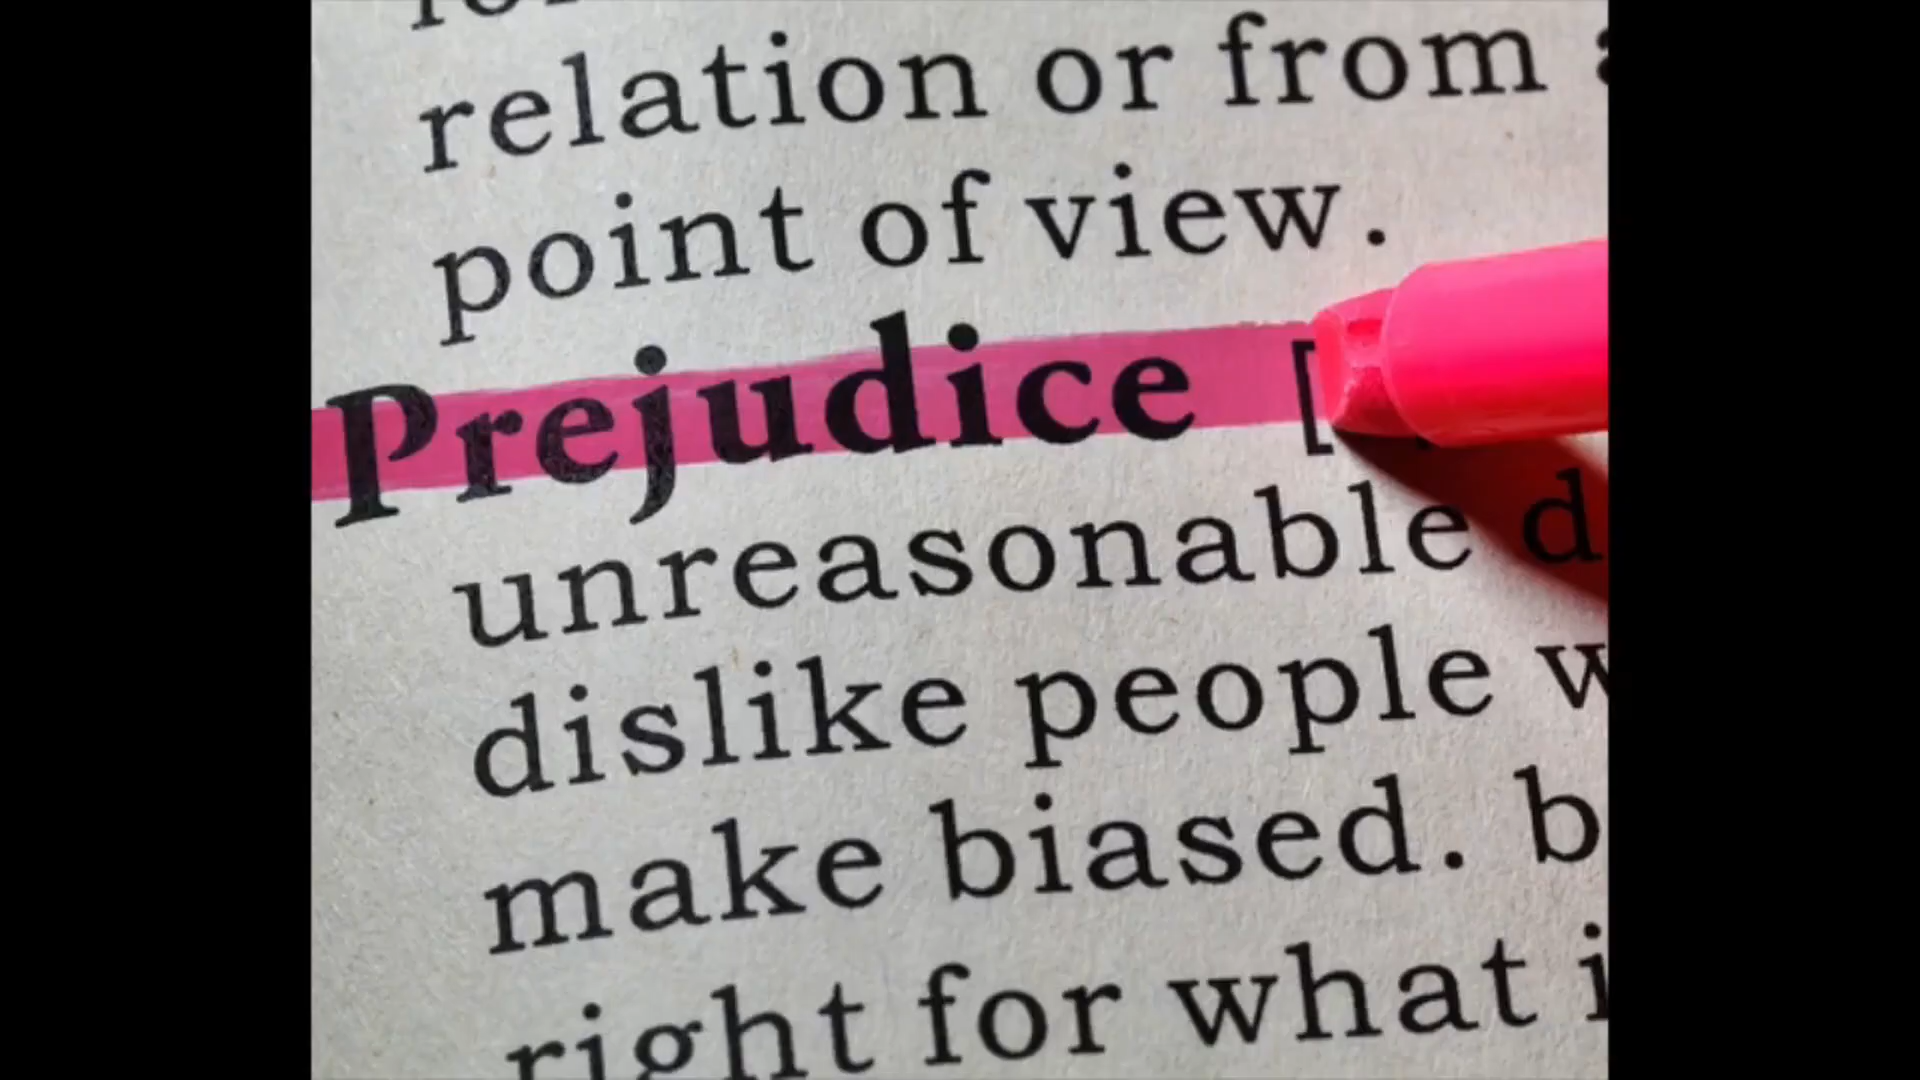 relation or from
point of view.
Prejudice [
unreasonable
dislike people
make biased. b
right for what